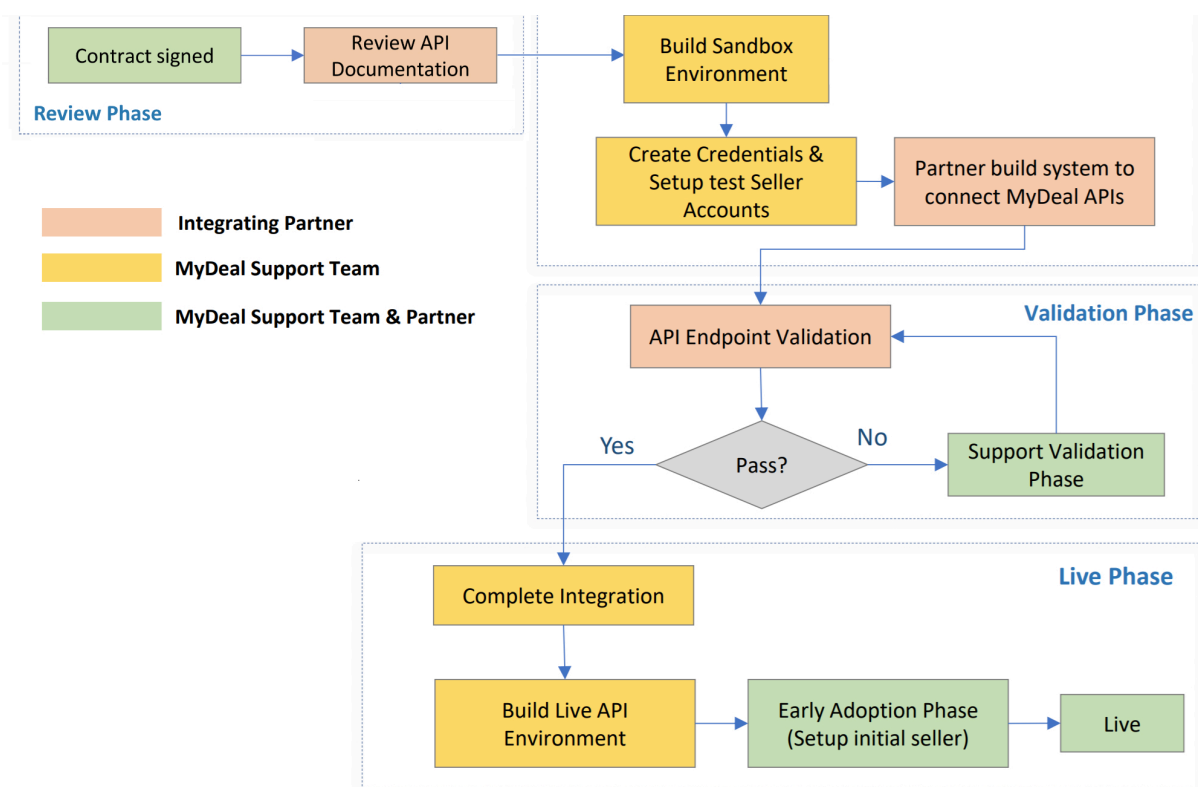 Contract signed
Review API
Documentation
Review Phase
Build Sandbox
Environment
Create Credentials &
Setup test Seller
Accounts
Partner build system to
connect MyDeal APIs
Integrating Partner
MyDeal Support Team
MyDeal Support Team & Partner
Validation Phase
API Endpoint Validation
Yes
Pass?
No
Support Validation
Phase
Live Phase
Complete Integration
Build Live API
Environment
Early Adoption Phase
(Setup initial seller)
Live